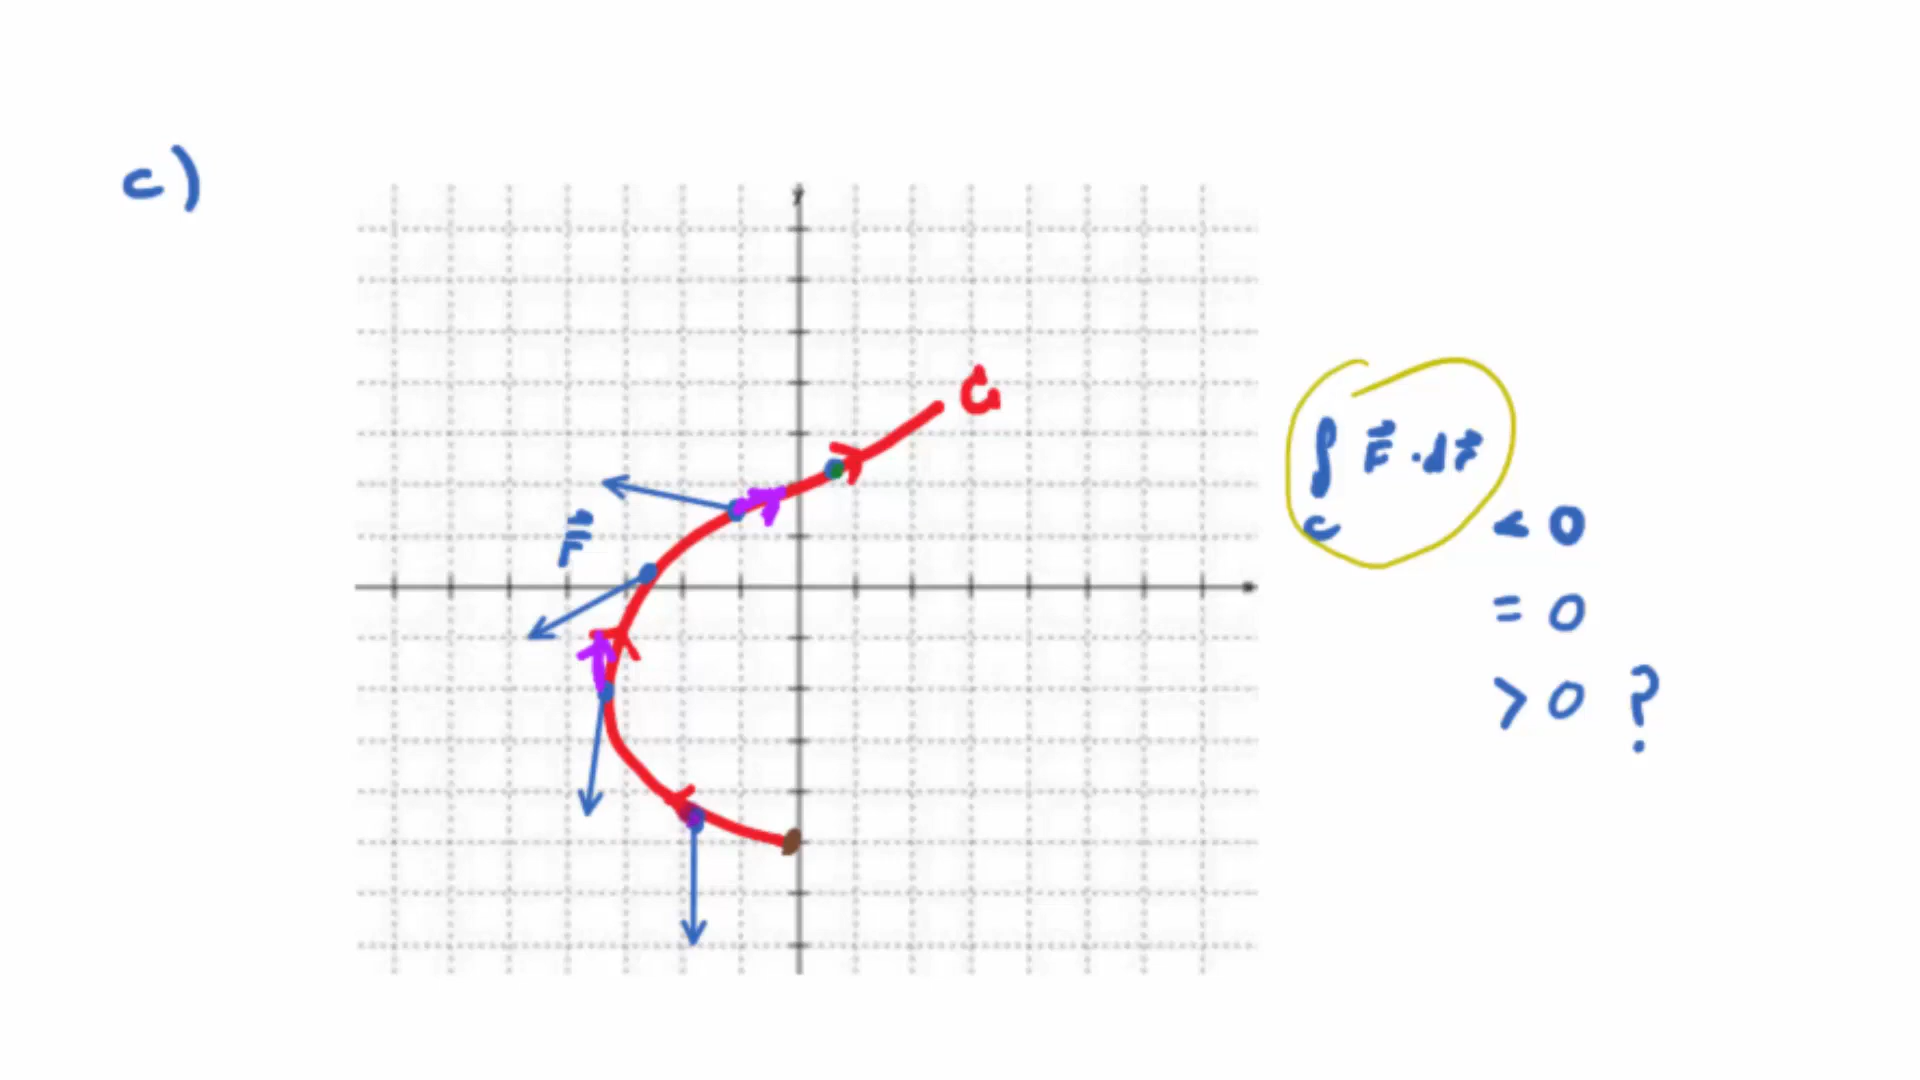 c)
y
C
F⃗
∫ F⃗ · dr⃗
C
< 0
= 0
> 0 ?